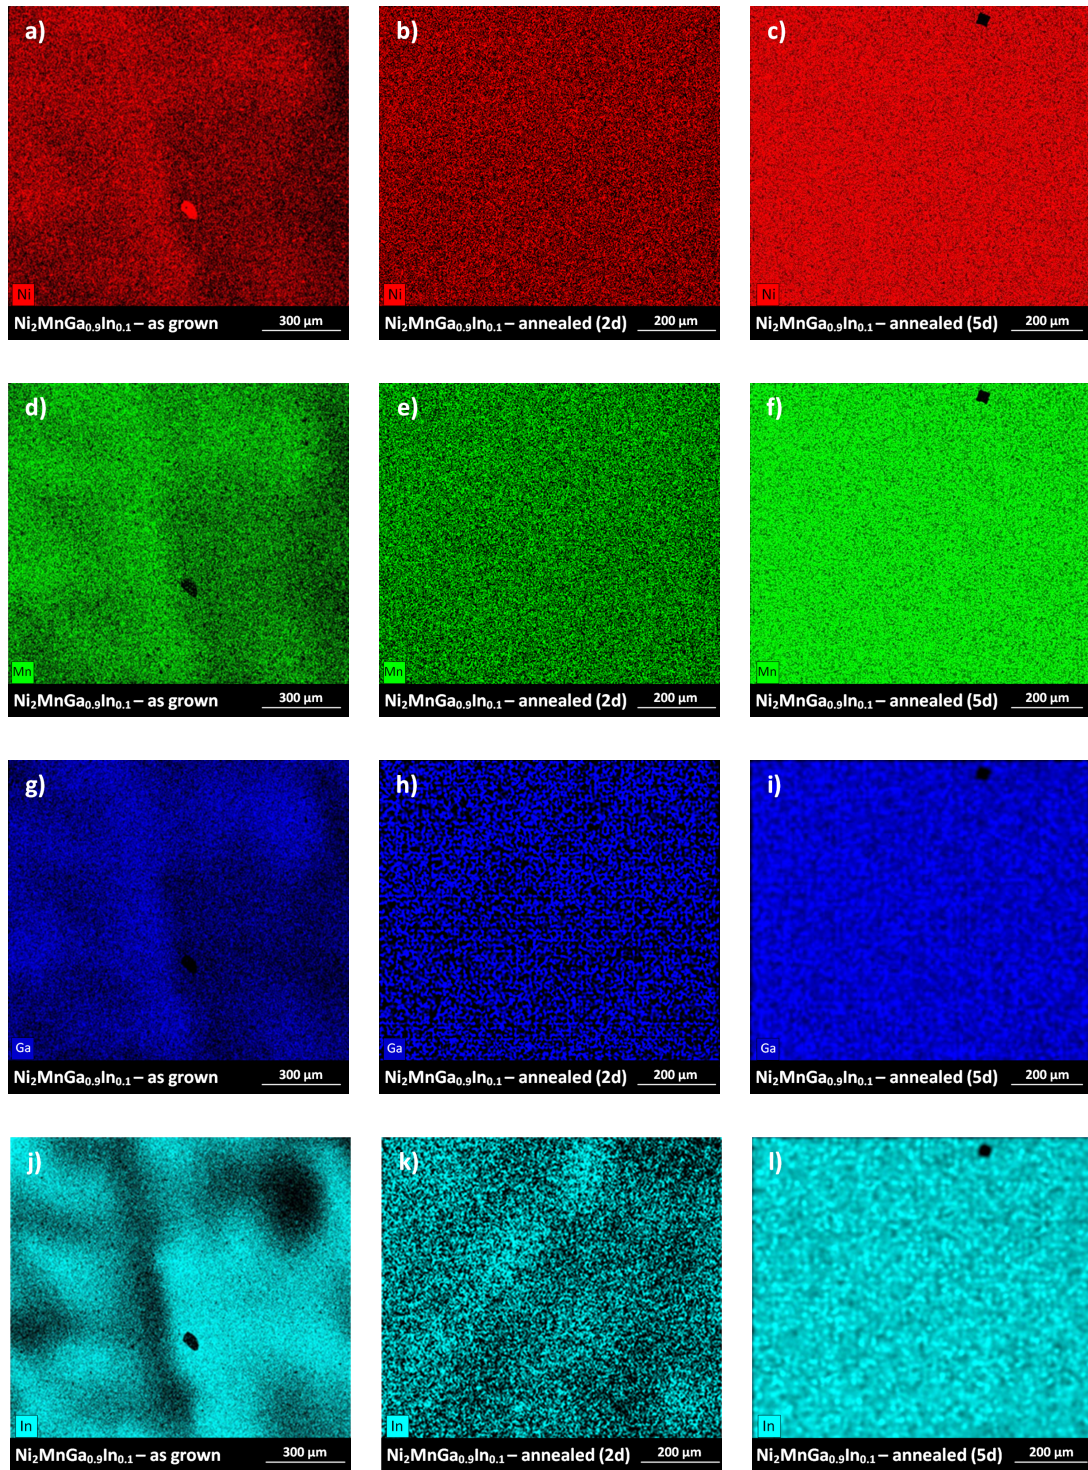 a)
b)
c)
Ni
Ni
Ni₂MnGa₀.₉In₀.₁ – as grown 300 µm
Ni₂MnGa₀.₉In₀.₁ – annealed (2d) 200 µm
Ni₂MnGa₀.₉In₀.₁ – annealed (5d) 200 µm
d)
e)
f)
Mn
Mn
Mn
Ni₂MnGa₀.₉In₀.₁ – as grown 300 µm
Ni₂MnGa₀.₉In₀.₁ – annealed (2d) 200 µm
Ni₂MnGa₀.₉In₀.₁ – annealed (5d) 200 µm
g)
h)
i)
Ga
Ga
Ni₂MnGa₀.₉In₀.₁ – as grown 300 µm
Ni₂MnGa₀.₉In₀.₁ – annealed (2d) 200 µm
Ni₂MnGa₀.₉In₀.₁ – annealed (5d) 200 µm
j)
k)
l)
In
In
In
Ni₂MnGa₀.₉In₀.₁ – as grown 300 µm
Ni₂MnGa₀.₉In₀.₁ – annealed (2d) 200 µm
Ni₂MnGa₀.₉In₀.₁ – annealed (5d) 200 µm